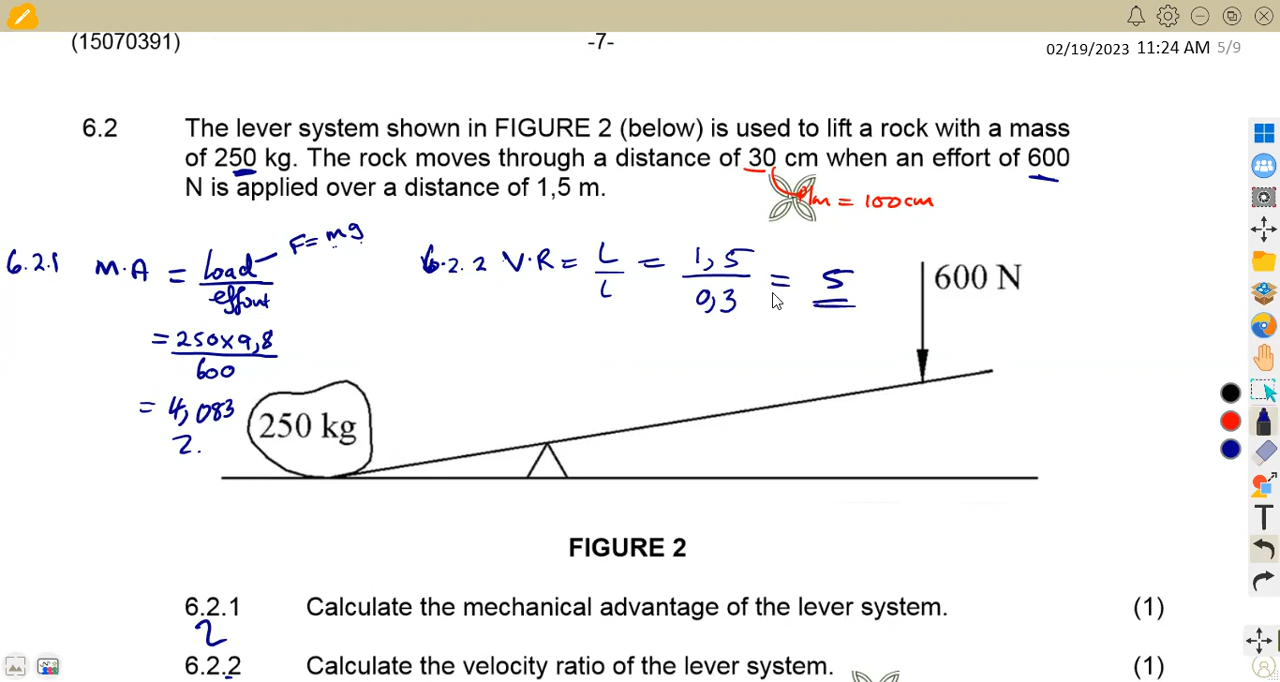 (15070391) -7- 02/19/2023 11:24 AM 5/9
6.2 The lever system shown in FIGURE 2 (below) is used to lift a rock with a mass
of 250 kg. The rock moves through a distance of 30 cm when an effort of 600
N is applied over a distance of 1,5 m.
1m = 100cm
6.2.1 M.A = Load F = mg
effort
= 250 x 9,8
600
= 4,083
2.
6.2.2 V.R = L = 1,5 = 5
L 0,3
600 N
250 kg
FIGURE 2
6.2.1 Calculate the mechanical advantage of the lever system. (1)
2
6.2.2 Calculate the velocity ratio of the lever system. (1)
T